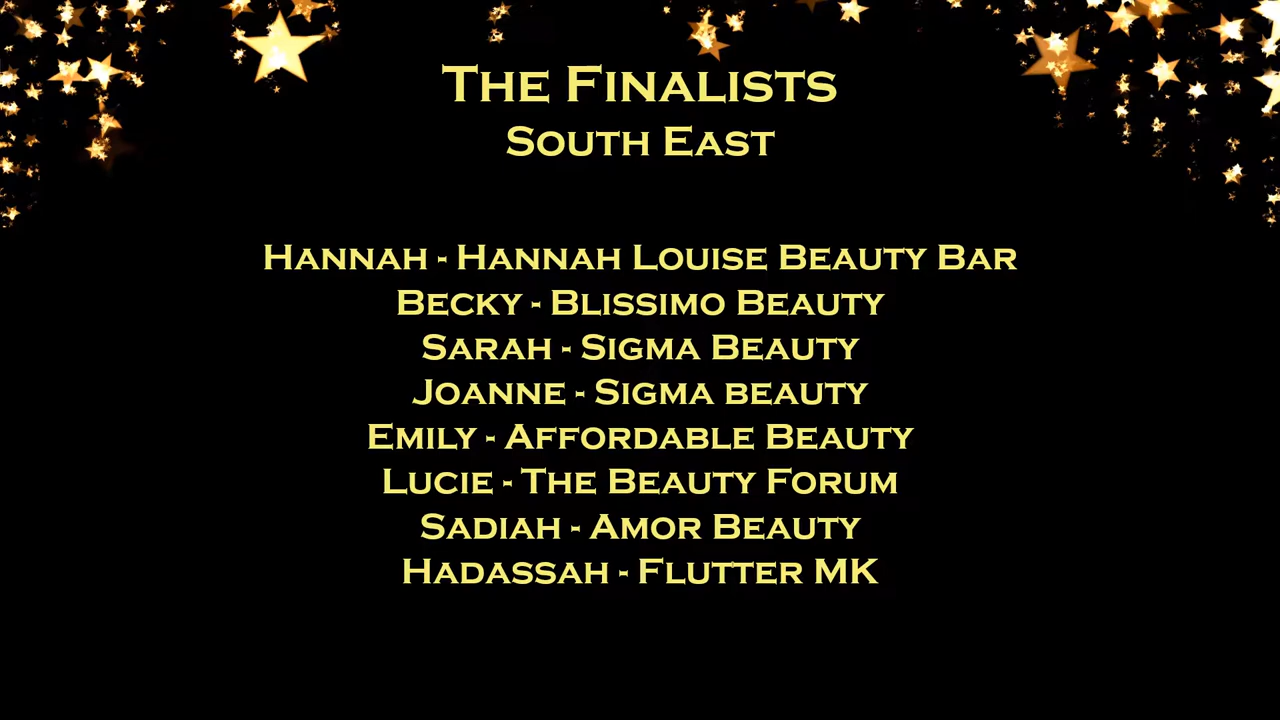 The Finalists
South East
Hannah - Hannah Louise Beauty Bar
Becky - Blissimo Beauty
Sarah - Sigma Beauty
Joanne - Sigma beauty
Emily - Affordable Beauty
Lucie - The Beauty Forum
Sadiah - Amor Beauty
Hadassah - Flutter MK